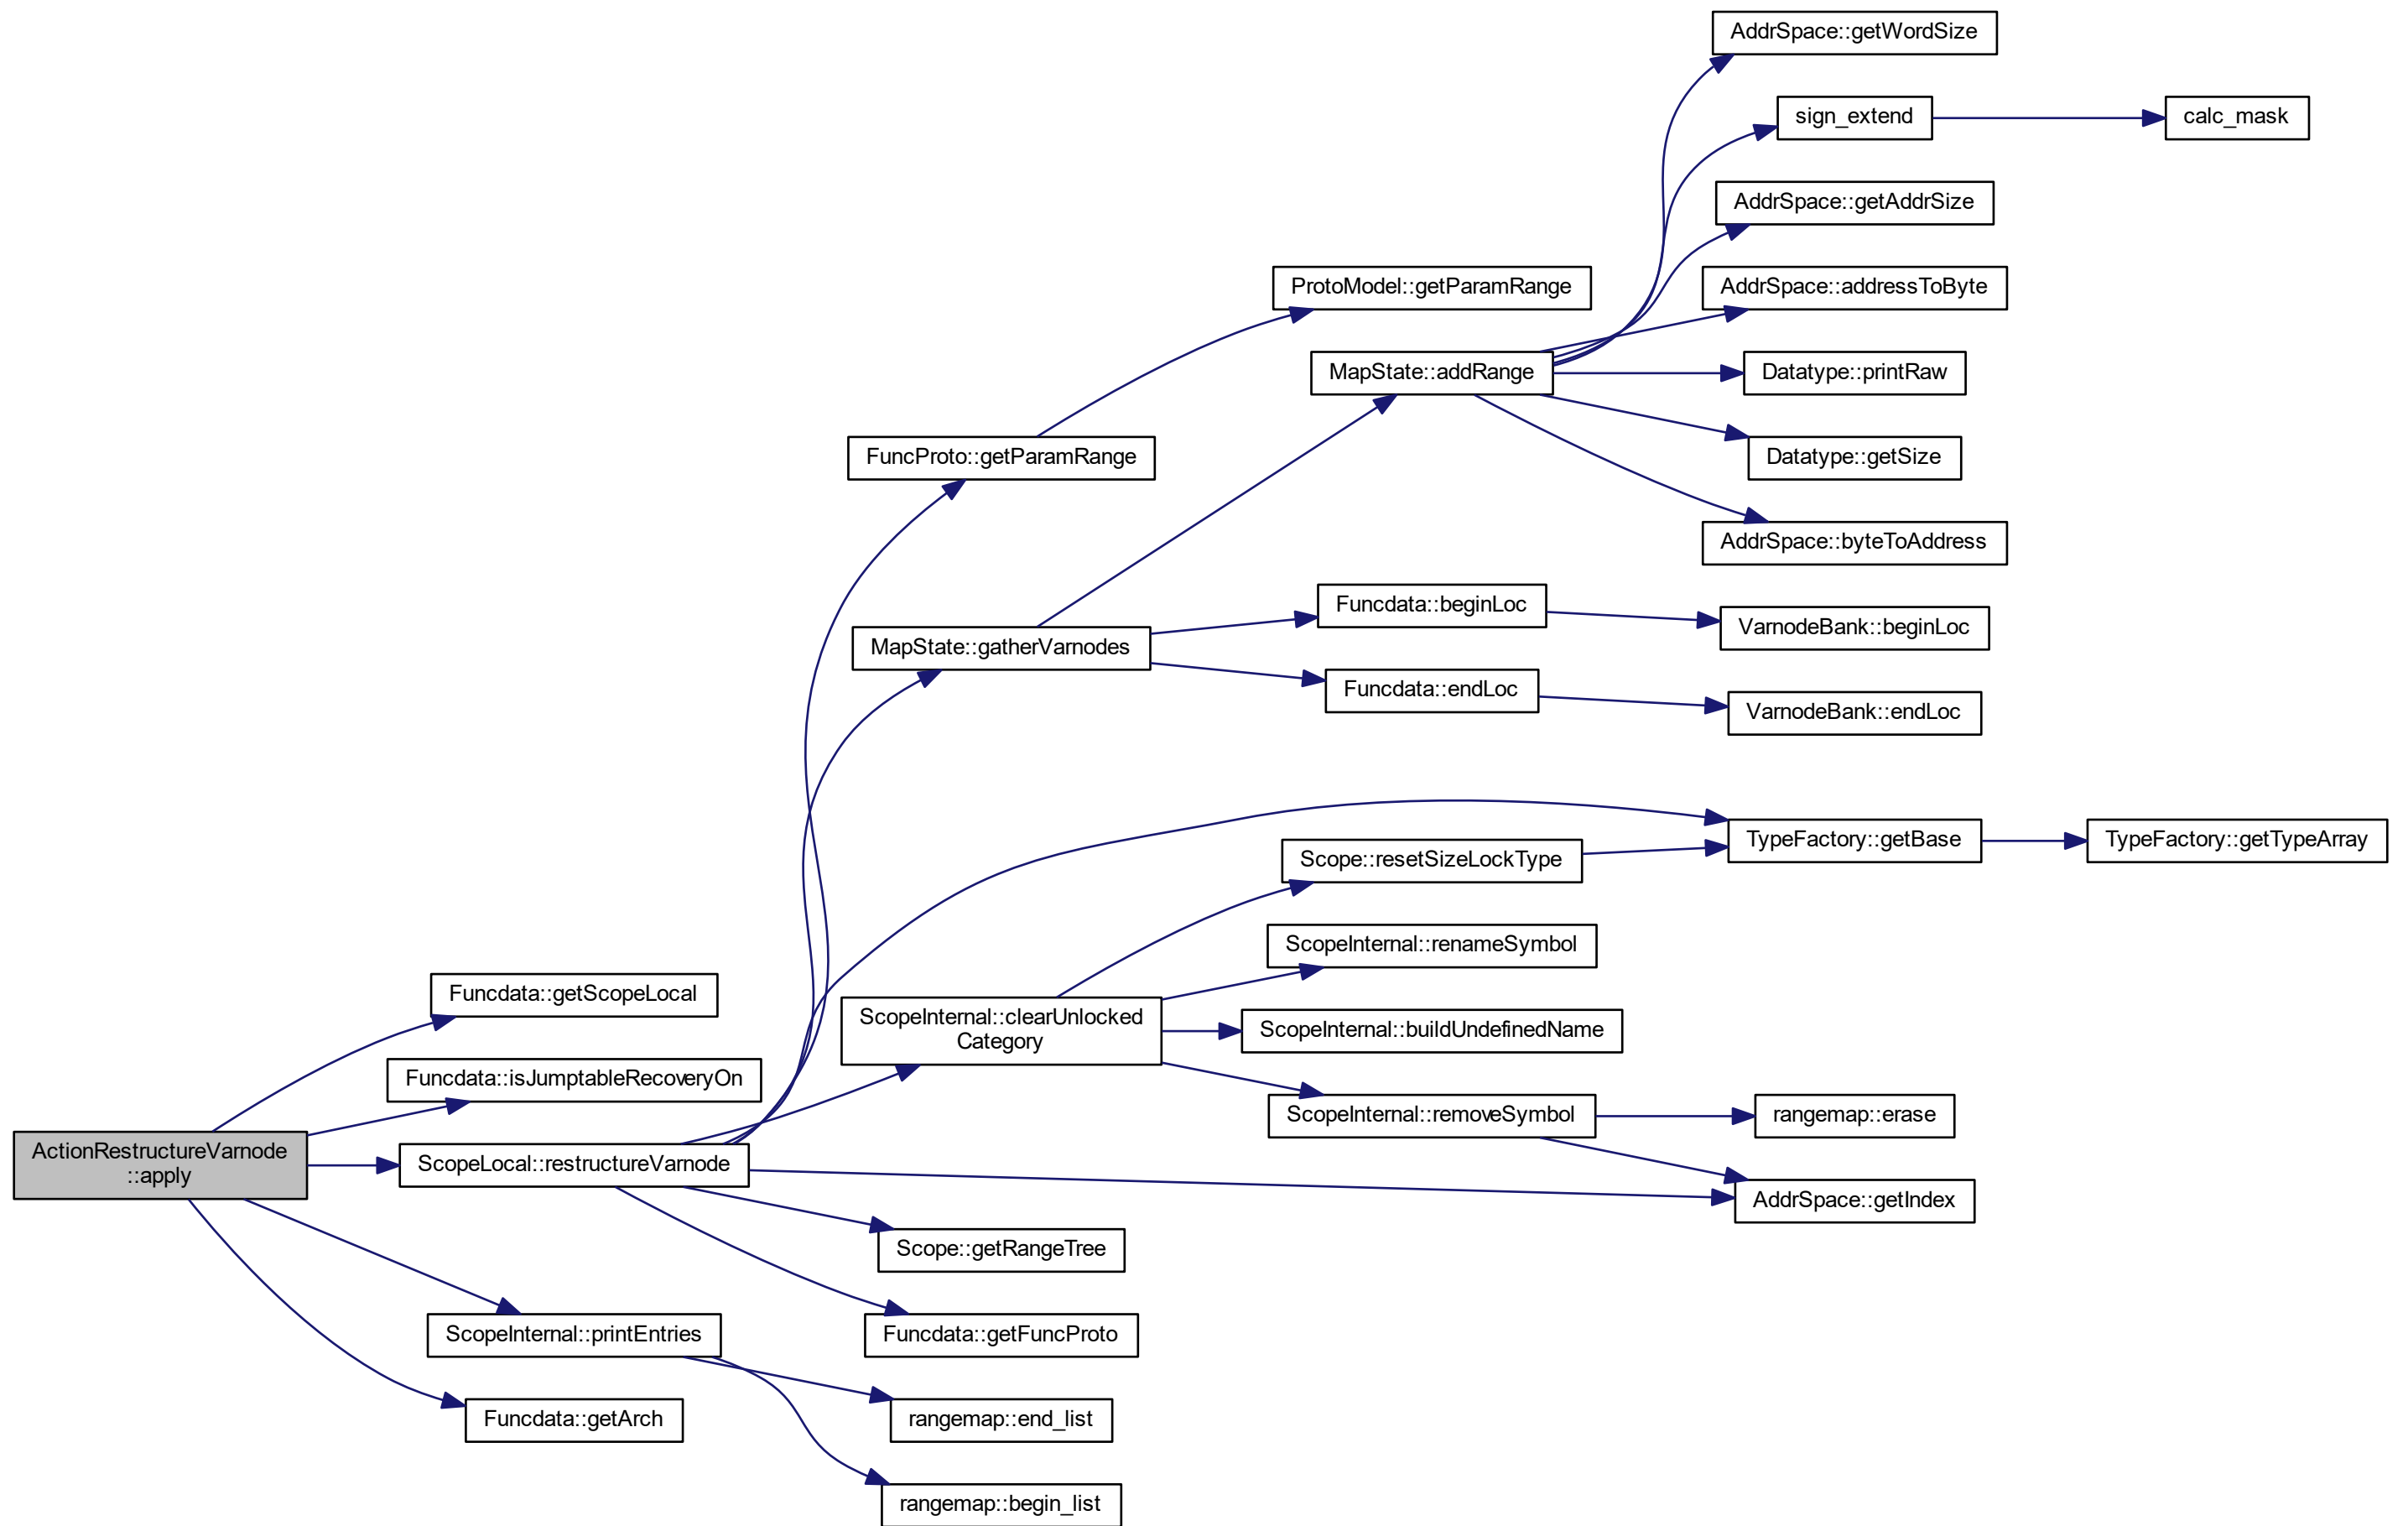 AddrSpace::getWordSize
sign_extend
calc_mask
AddrSpace::getAddrSize
ProtoModel::getParamRange
AddrSpace::addressToByte
MapState::addRange
Datatype::printRaw
FuncProto::getParamRange
Datatype::getSize
AddrSpace::byteToAddress
Funcdata::beginLoc
VarnodeBank::beginLoc
MapState::gatherVarnodes
Funcdata::endLoc
VarnodeBank::endLoc
TypeFactory::getBase
TypeFactory::getTypeArray
Scope::resetSizeLockType
ScopeInternal::renameSymbol
Funcdata::getScopeLocal
ScopeInternal::clearUnlocked
Category
ScopeInternal::buildUndefinedName
Funcdata::isJumptableRecoveryOn
ScopeInternal::removeSymbol
rangemap::erase
ActionRestructureVarnode
::apply
ScopeLocal::restructureVarnode
AddrSpace::getIndex
Scope::getRangeTree
ScopeInternal::printEntries
Funcdata::getFuncProto
Funcdata::getArch
rangemap::end_list
rangemap::begin_list